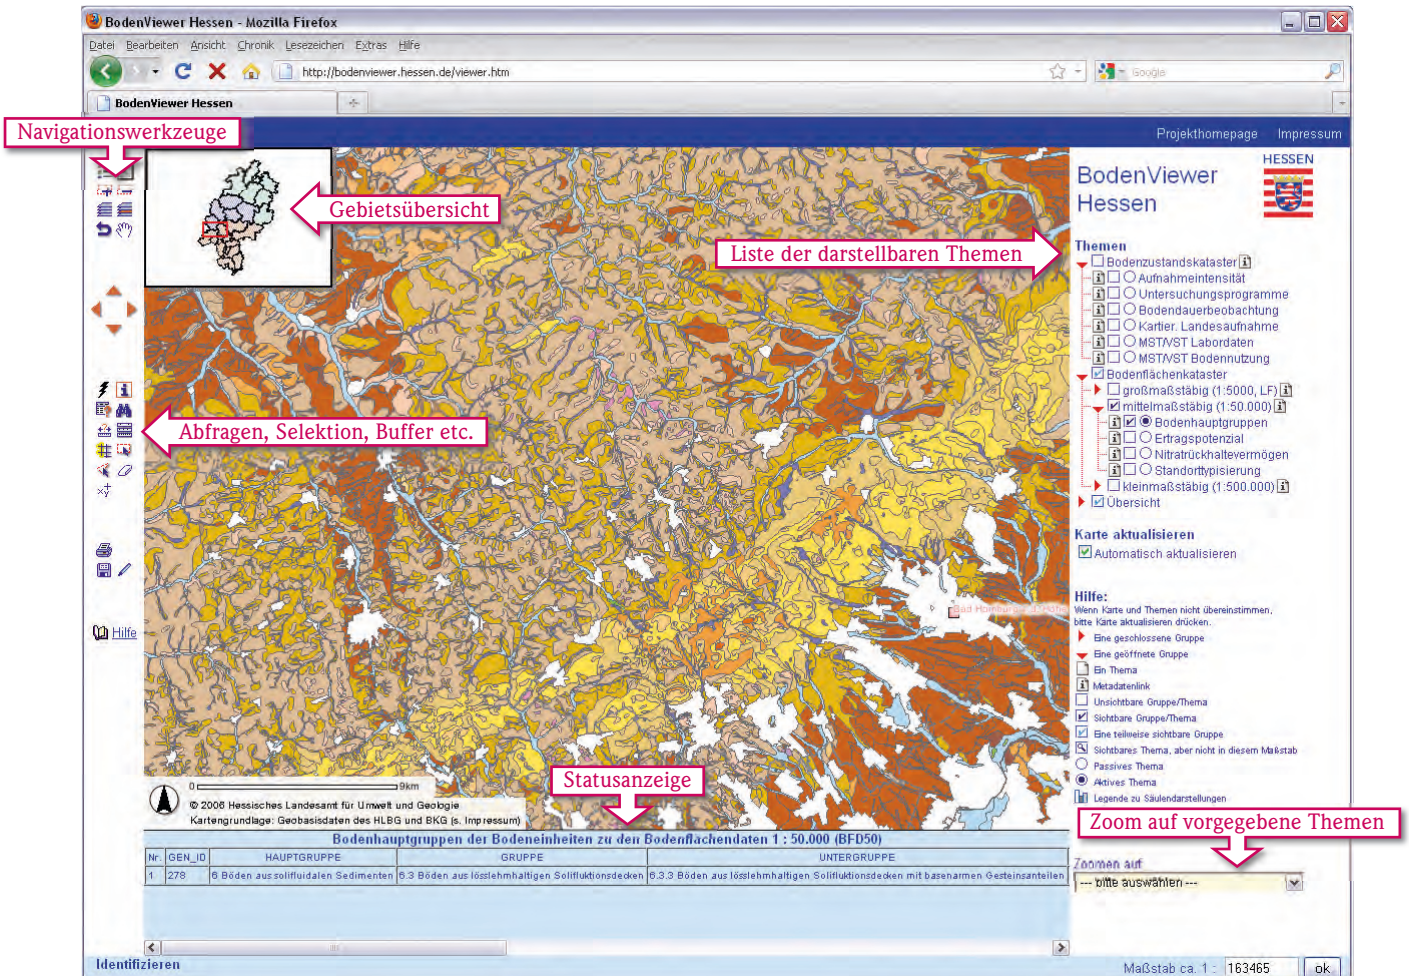 BodenViewer Hessen - Mozilla Firefox
Datei Bearbeiten Ansicht Chronik Lesezeichen Extras Hilfe
http://bodenviewer.hessen.de/viewer.htm
Google
BodenViewer Hessen
Projekthomepage Impressum
Navigationswerkzeuge
Gebietsübersicht
Liste der darstellbaren Themen
Abfragen, Selektion, Buffer etc.
Hilfe
HESSEN
BodenViewer
Hessen
Themen
Bodenzustandskataster
Aufnahmeintensität
Untersuchungsprogramme
Bodendauerbeobachtung
Kartier. Landesaufnahme
MST/VST Labordaten
MST/VST Bodennutzung
Bodenflächenkataster
großmaßstäbig (1:5000, LF)
mittelmaßstäbig (1:50.000)
Bodenhauptgruppen
Ertragspotenzial
Nitratrückhaltevermögen
Standorttypisierung
kleinmaßstäbig (1:500.000)
Übersicht
Karte aktualisieren
Automatisch aktualisieren
Hilfe:
Wenn Karte und Themen nicht übereinstimmen,
bitte Karte aktualisieren drücken.
Eine geschlossene Gruppe
Eine geöffnete Gruppe
Ein Thema
Metadatenlink
Unsichtbare Gruppe/Thema
Sichtbare Gruppe/Thema
Eine teilweise sichtbare Gruppe
Sichtbares Thema, aber nicht in diesem Maßstab
Passives Thema
Aktives Thema
Legende zu Säulendarstellungen
Zoom auf vorgegebene Themen
Zoomen auf
--- bitte auswählen ---
Bad Homburg v.d. Höhe
0 9km
© 2006 Hessisches Landesamt für Umwelt und Geologie
Kartengrundlage: Geobasisdaten des HLBG und BKG (s. Impressum)
Statusanzeige
Bodenhauptgruppen der Bodeneinheiten zu den Bodenflächendaten 1 : 50.000 (BFD50)
Nr. GEN_ID HAUPTGRUPPE GRUPPE UNTERGRUPPE
1 278 6 Böden aus solifluidalen Sedimenten 6.3 Böden aus lösslehmhaltigen Solifluktionsdecken 6.3.3 Böden aus lösslehmhaltigen Solifluktionsdecken mit basenarmen Gesteinsanteilen
Identifizieren
Maßstab ca. 1 : 163465 ok